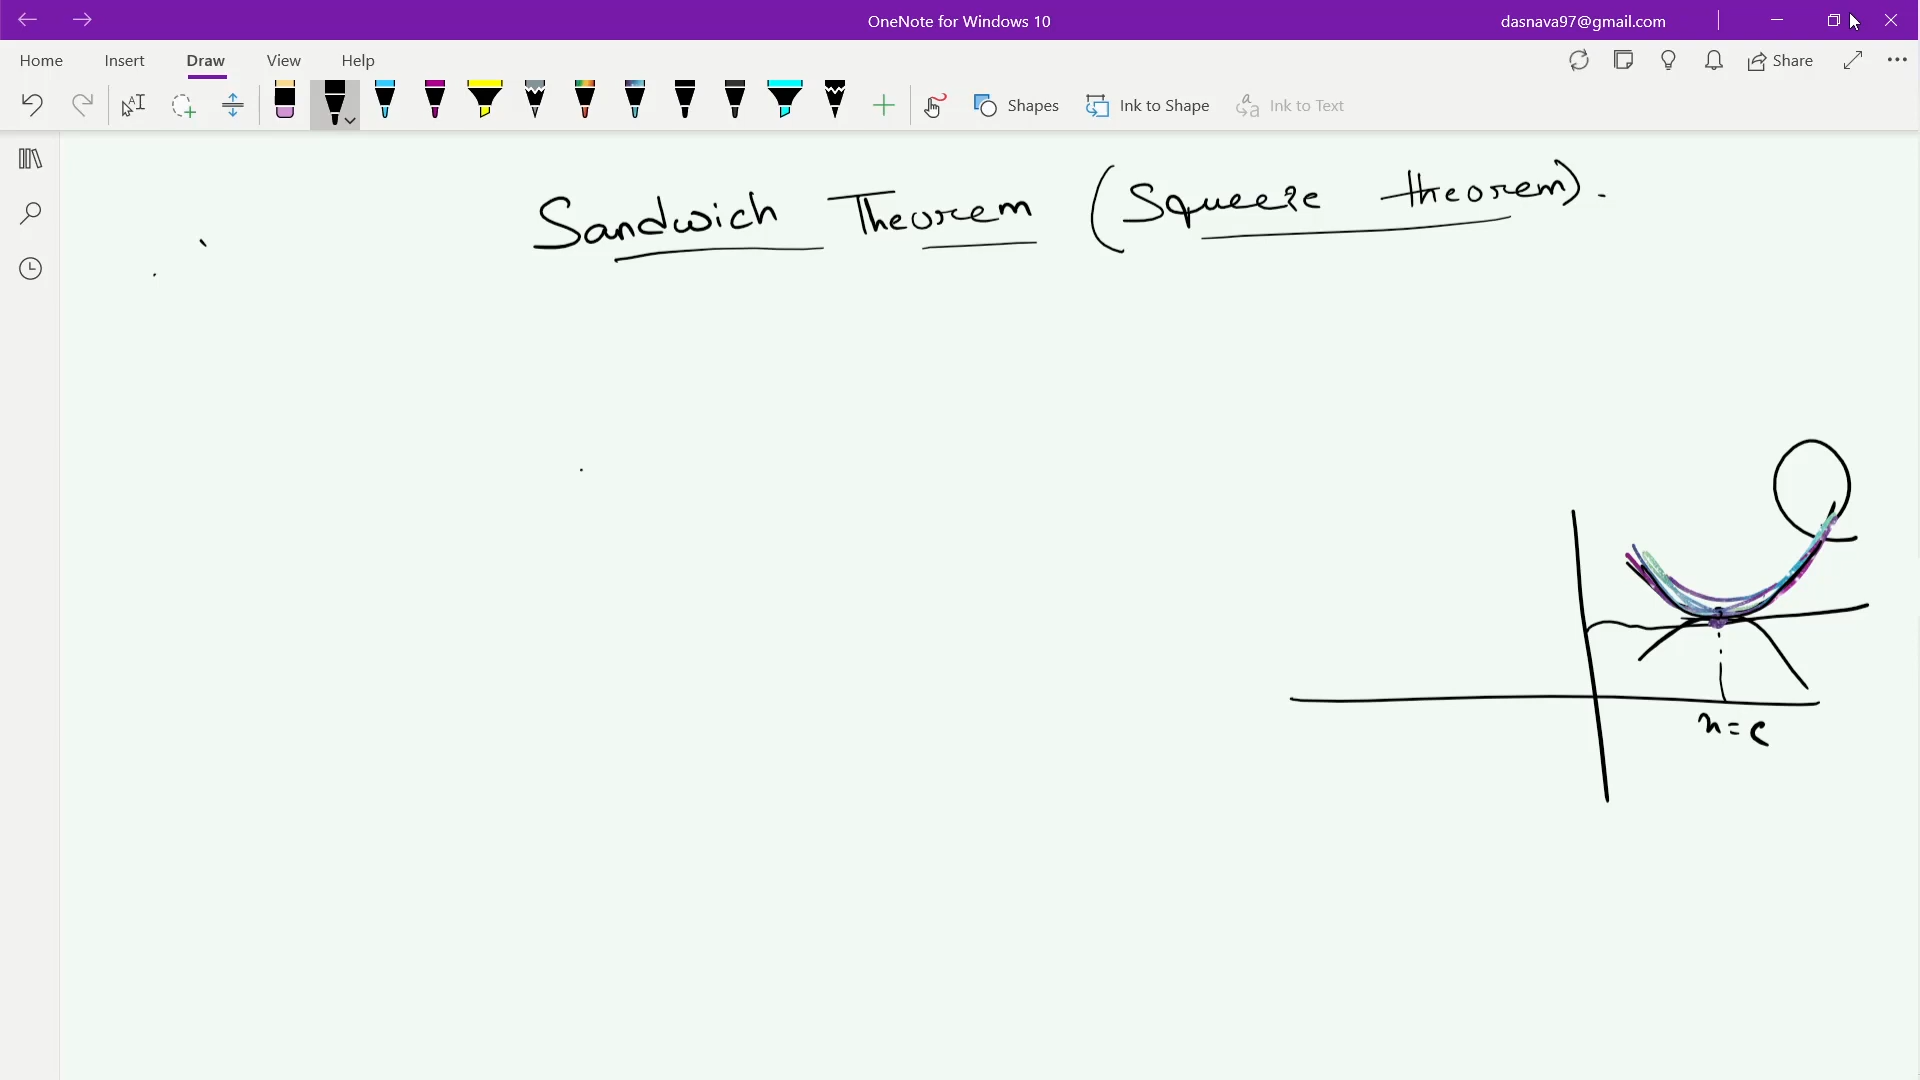 OneNote for Windows 10
dasnava97@gmail.com
Home Insert Draw View Help
Share
Shapes Ink to Shape Ink to Text
Sandwich Theorem (Squeeze theorem).
x = c